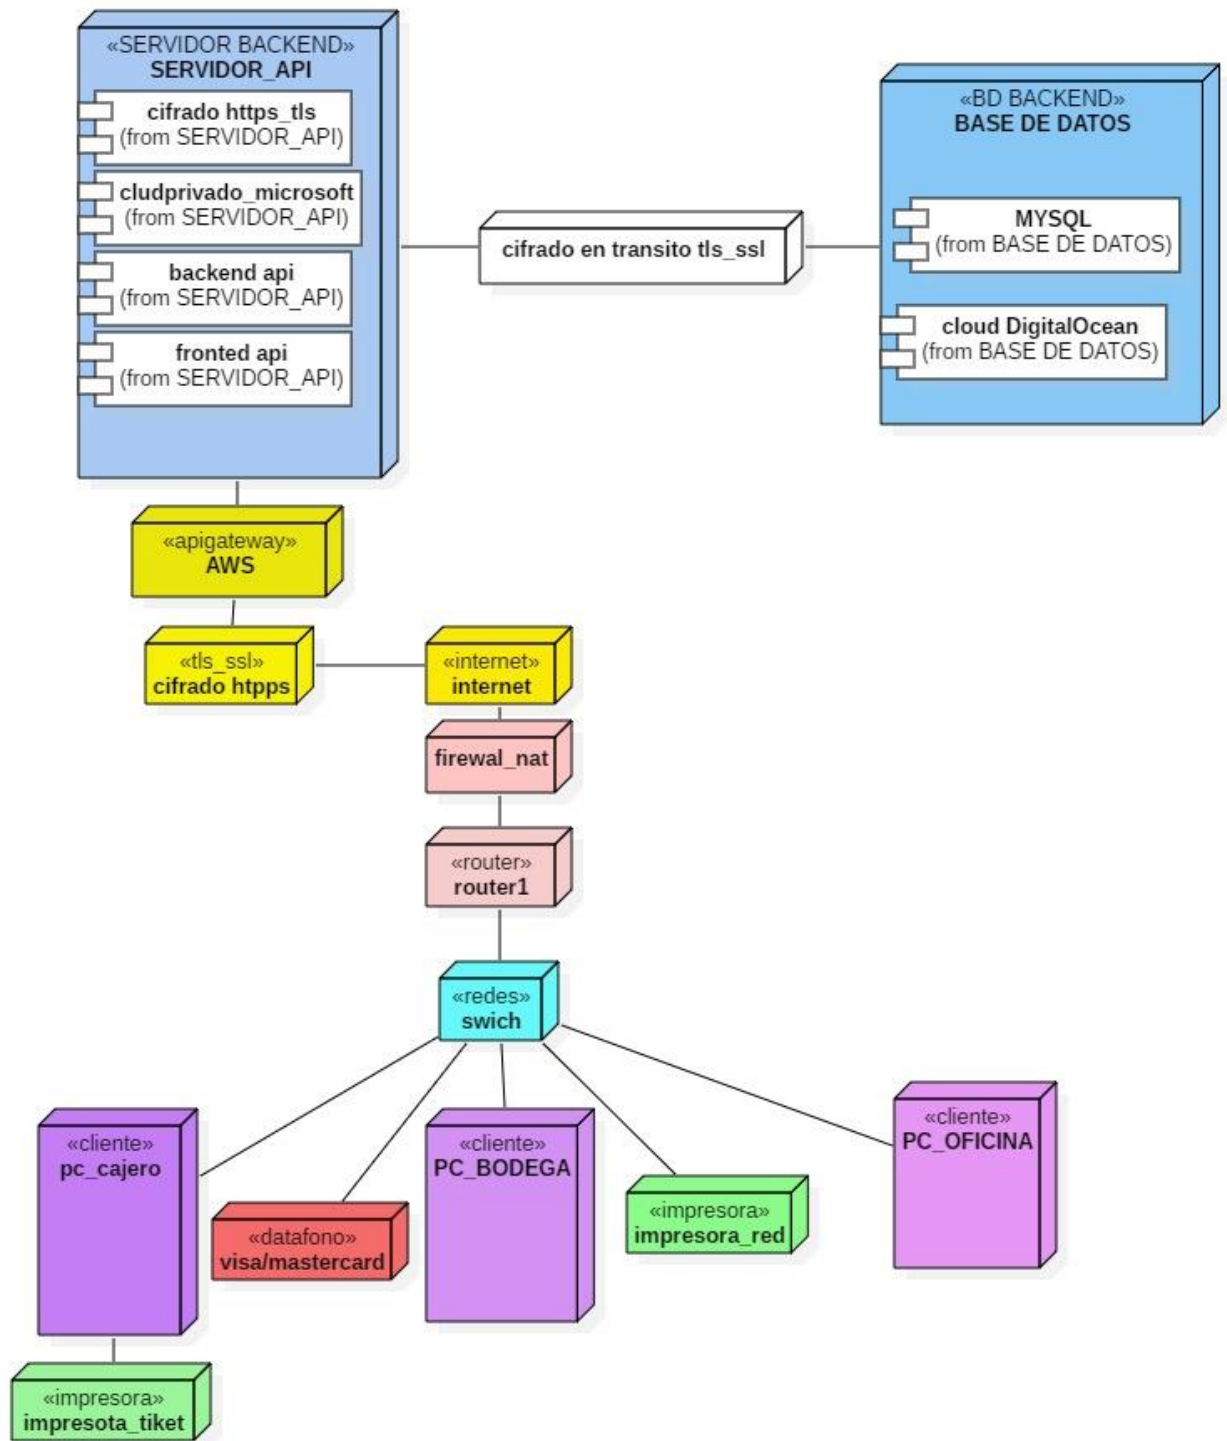 «SERVIDOR BACKEND»
SERVIDOR_API
cifrado https_tls
(from SERVIDOR_API)
cludprivado_microsoft
(from SERVIDOR_API)
backend api
(from SERVIDOR_API)
fronted api
(from SERVIDOR_API)
cifrado en transito tls_ssl
«BD BACKEND»
BASE DE DATOS
MYSQL
(from BASE DE DATOS)
cloud DigitalOcean
(from BASE DE DATOS)
«apigateway»
AWS
«tls_ssl»
cifrado htpps
«internet»
internet
firewal_nat
«router»
router1
«redes»
swich
«cliente»
pc_cajero
«datafono»
visa/mastercard
«cliente»
PC_BODEGA
«impresora»
impresora_red
«cliente»
PC_OFICINA
«impresora»
impresota_tiket